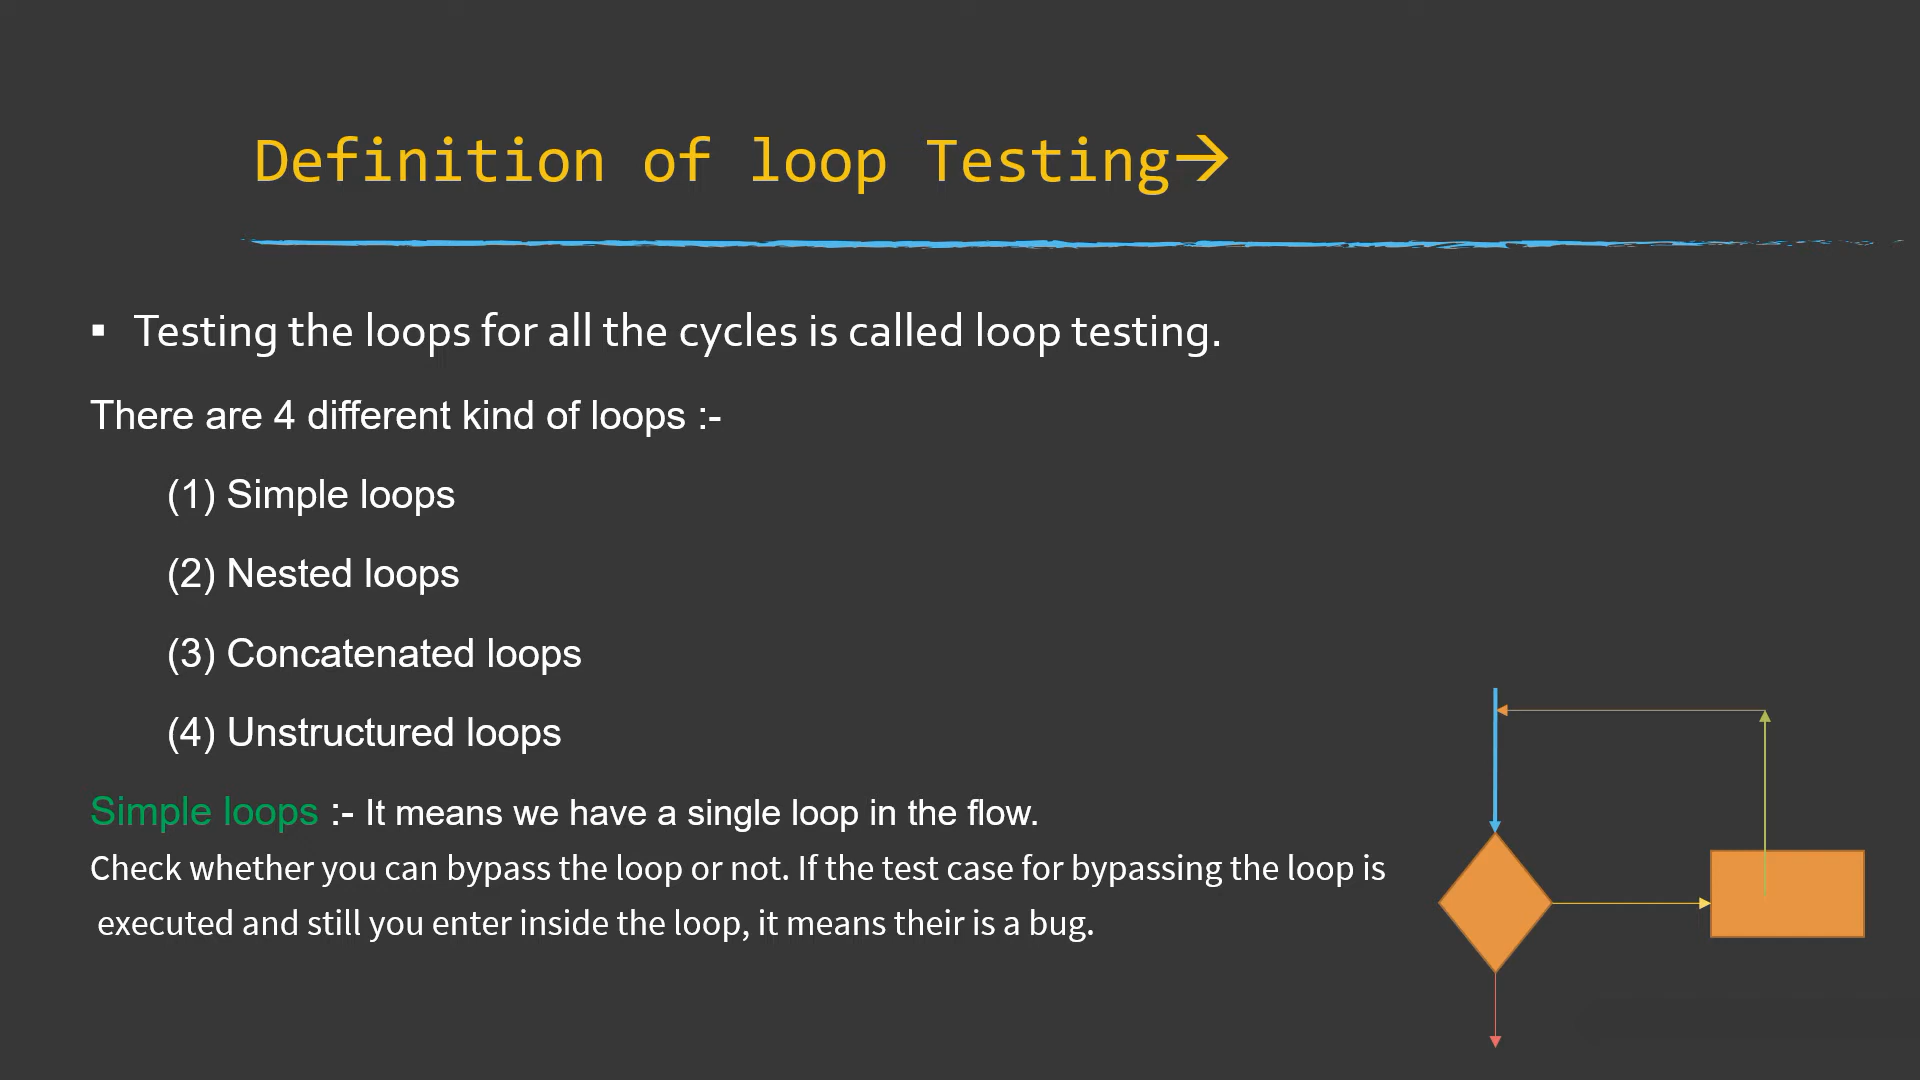 Definition of loop Testing→
▪ Testing the loops for all the cycles is called loop testing.
There are 4 different kind of loops :-
(1) Simple loops
(2) Nested loops
(3) Concatenated loops
(4) Unstructured loops
Simple loops :- It means we have a single loop in the flow.
Check whether you can bypass the loop or not. If the test case for bypassing the loop is
executed and still you enter inside the loop, it means their is a bug.